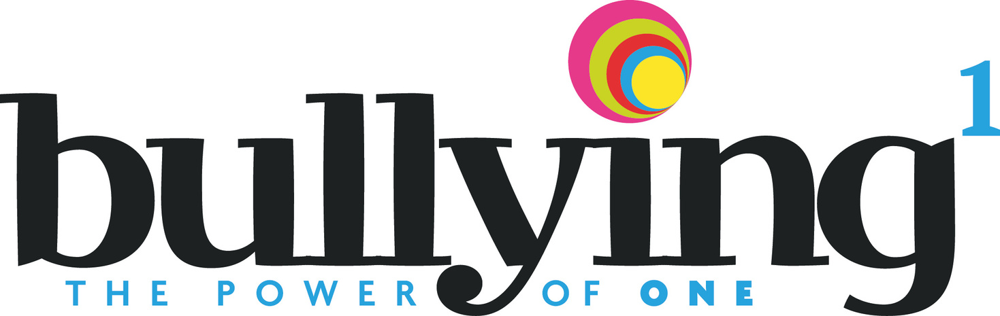 bullying¹
THE POWER OF ONE